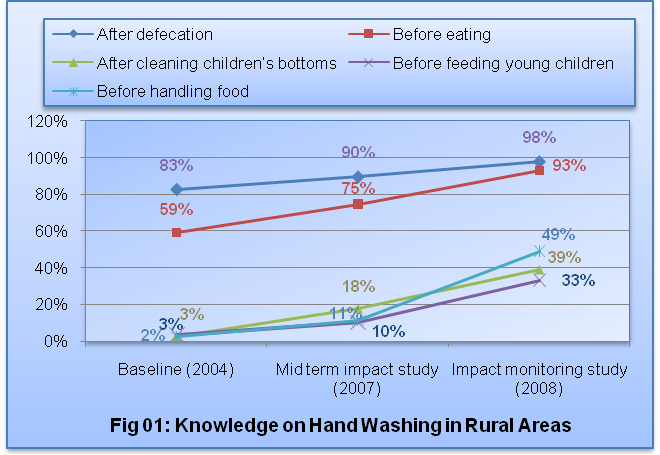 After defecation Before eating
After cleaning children's bottoms Before feeding young children
Before handling food
120%
100%
80%
60%
40%
20%
0%
83% 90% 98%
59% 75% 93%
3% 18% 39%
3% 10% 33%
2% 11% 49%
Baseline (2004) Mid term impact study (2007) Impact monitoring study (2008)
Fig 01: Knowledge on Hand Washing in Rural Areas